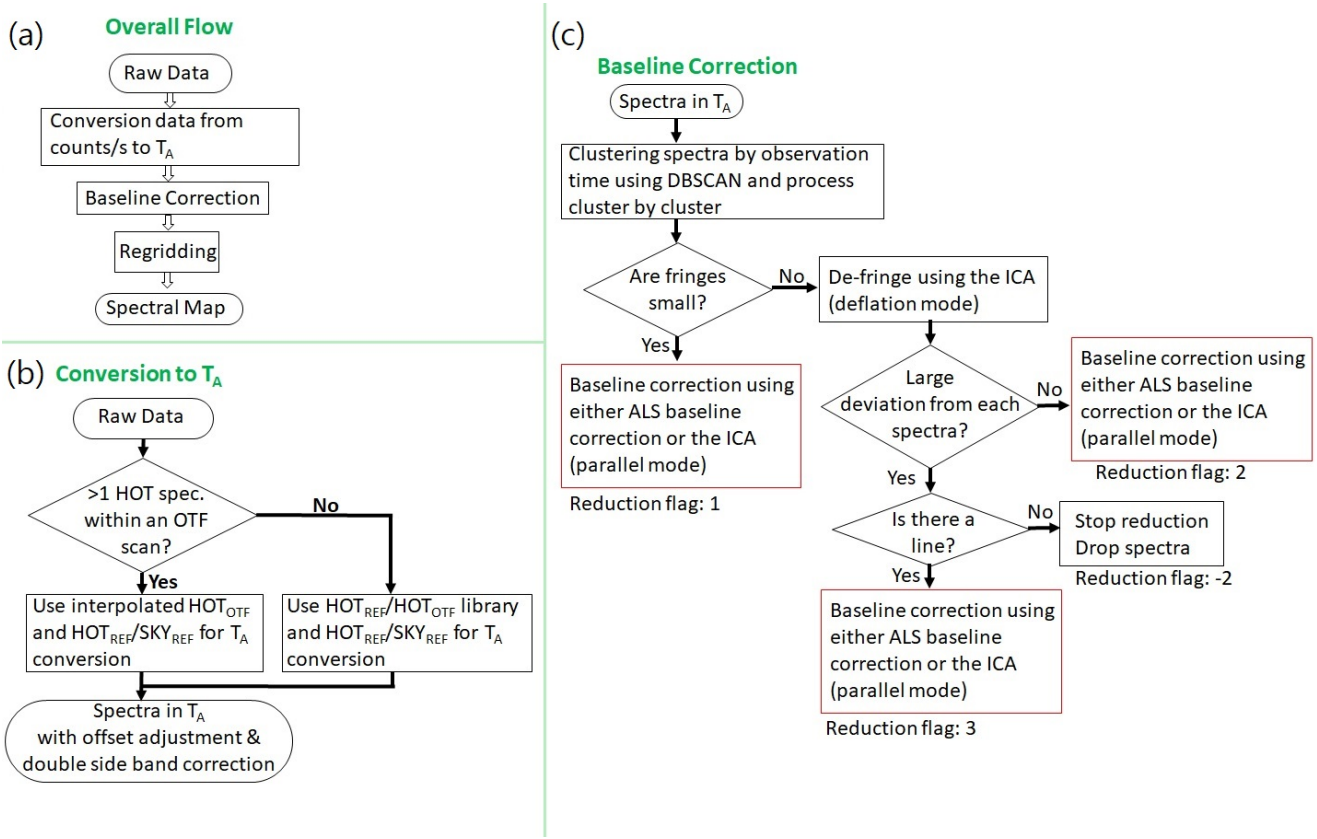 (a)
Overall Flow
Raw Data
Conversion data from
counts/s to TA
Baseline Correction
Regridding
Spectral Map
(b)
Conversion to TA
Raw Data
>1 HOT spec.
within an OTF
scan?
No
Yes
Use interpolated HOTOTF
and HOTREF/SKYREF for TA
conversion
Use HOTREF/HOTOTF library
and HOTREF/SKYREF for TA
conversion
Spectra in TA
with offset adjustment &
double side band correction
(c)
Baseline Correction
Spectra in TA
Clustering spectra by observation
time using DBSCAN and process
cluster by cluster
Are fringes
small?
No
De-fringe using the ICA
(deflation mode)
Yes
Baseline correction using
either ALS baseline
correction or the ICA
(parallel mode)
Reduction flag: 1
Large
deviation from each
spectra?
No
Baseline correction using
either ALS baseline
correction or the ICA
(parallel mode)
Reduction flag: 2
Yes
Is there a
line?
No
Stop reduction
Drop spectra
Reduction flag: -2
Yes
Baseline correction using
either ALS baseline
correction or the ICA
(parallel mode)
Reduction flag: 3